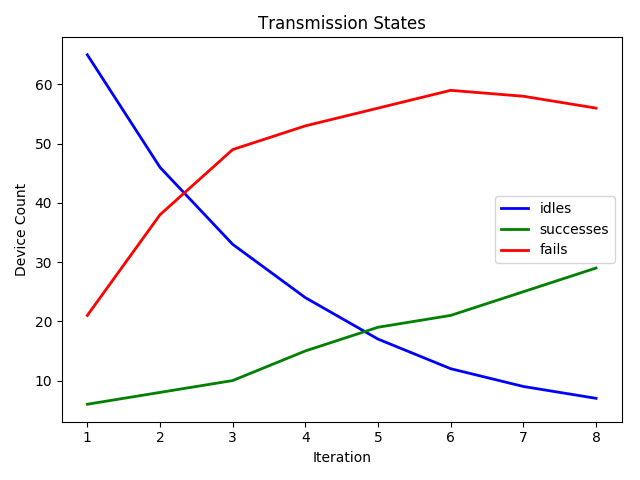 Transmission States
Device Count
60
50
40
30
20
10
idles
successes
fails
1 2 3 4 5 6 7 8
Iteration